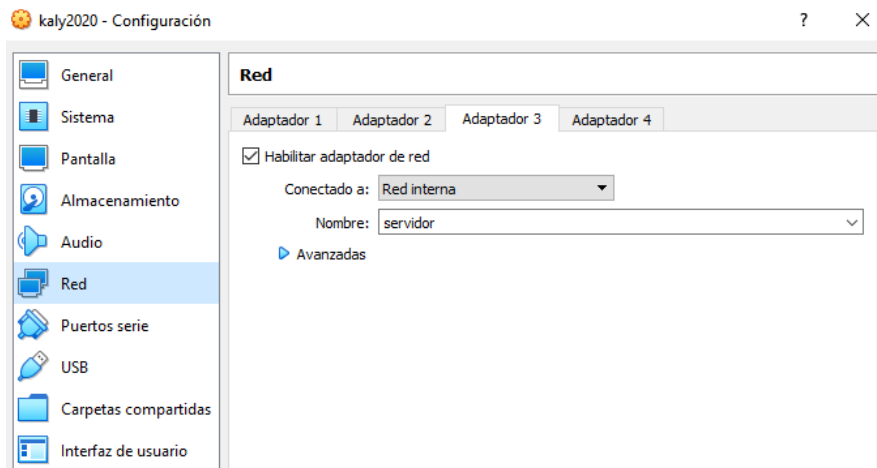 kaly2020 - Configuración ? ×
General
Sistema
Pantalla
Almacenamiento
Audio
Red
Puertos serie
USB
Carpetas compartidas
Interfaz de usuario
Red
Adaptador 1 Adaptador 2 Adaptador 3 Adaptador 4
Habilitar adaptador de red
Conectado a: Red interna
Nombre: servidor
Avanzadas